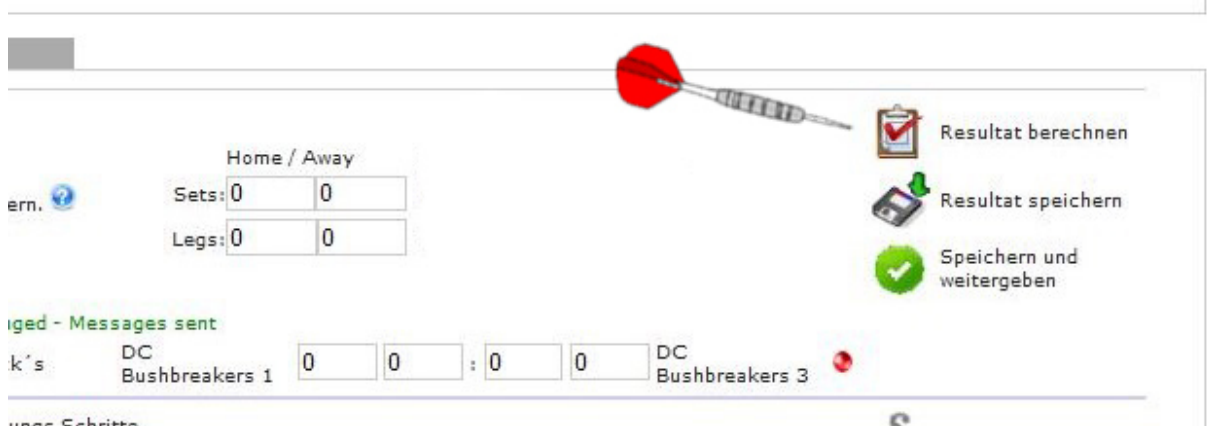 Resultat berechnen
Home / Away
ern. Sets: 0 0
Resultat speichern
Legs: 0 0
Speichern und
weitergeben
ged - Messages sent
k´s DC
Bushbreakers 1 0 0 : 0 0 DC
Bushbreakers 3